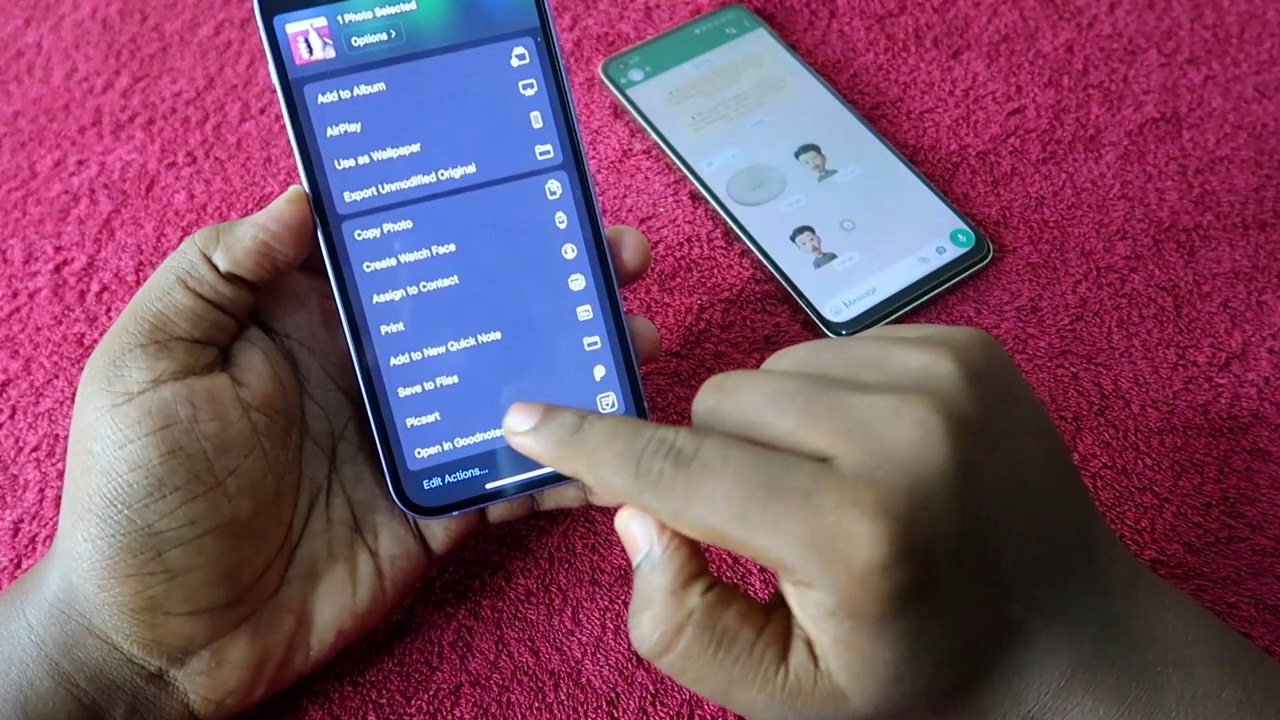 1 Photo Selected
Options >
Add to Album
AirPlay
Use as Wallpaper
Export Unmodified Original
Copy Photo
Create Watch Face
Assign to Contact
Print
Add to New Quick Note
Save to Files
Picsart
Open in Goodnotes
Edit Actions...
Message